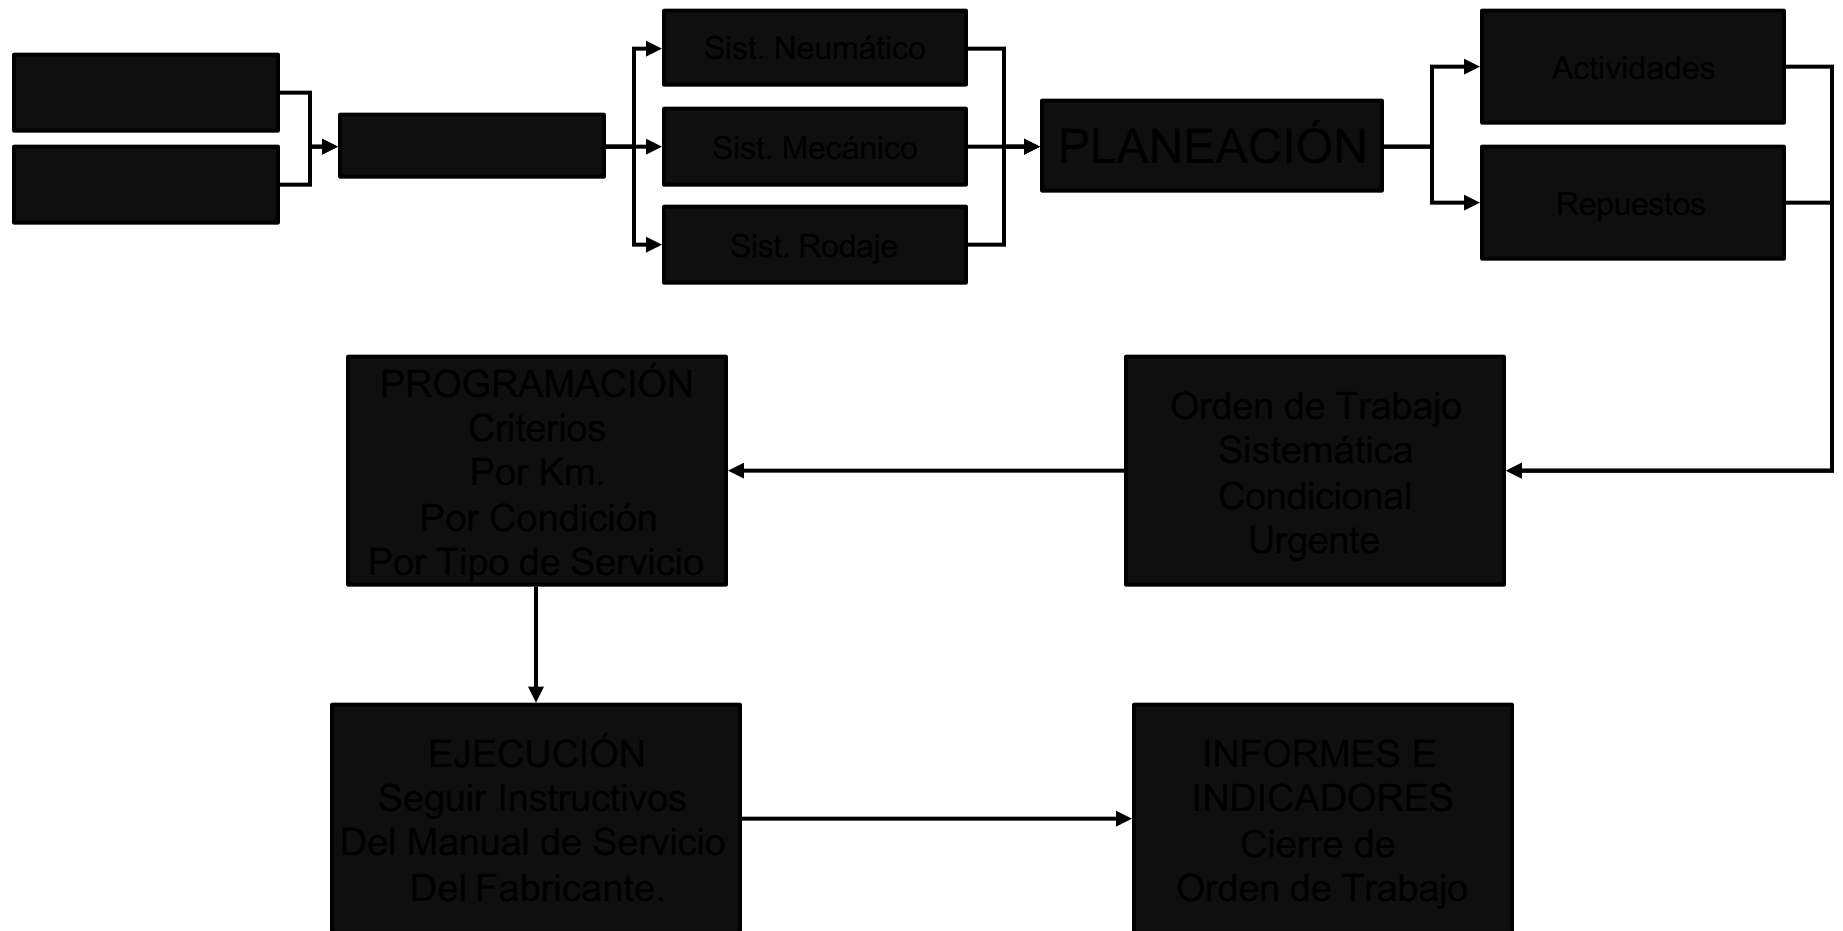 Sist. Neumático
Sist. Mecánico
Sist. Rodaje
PLANEACIÓN
Actividades
Repuestos
PROGRAMACIÓN
Criterios
Por Km.
Por Condición
Por Tipo de Servicio
Orden de Trabajo
Sistemática
Condicional
Urgente
EJECUCIÓN
Seguir Instructivos
Del Manual de Servicio
Del Fabricante.
INFORMES E
INDICADORES
Cierre de
Orden de Trabajo